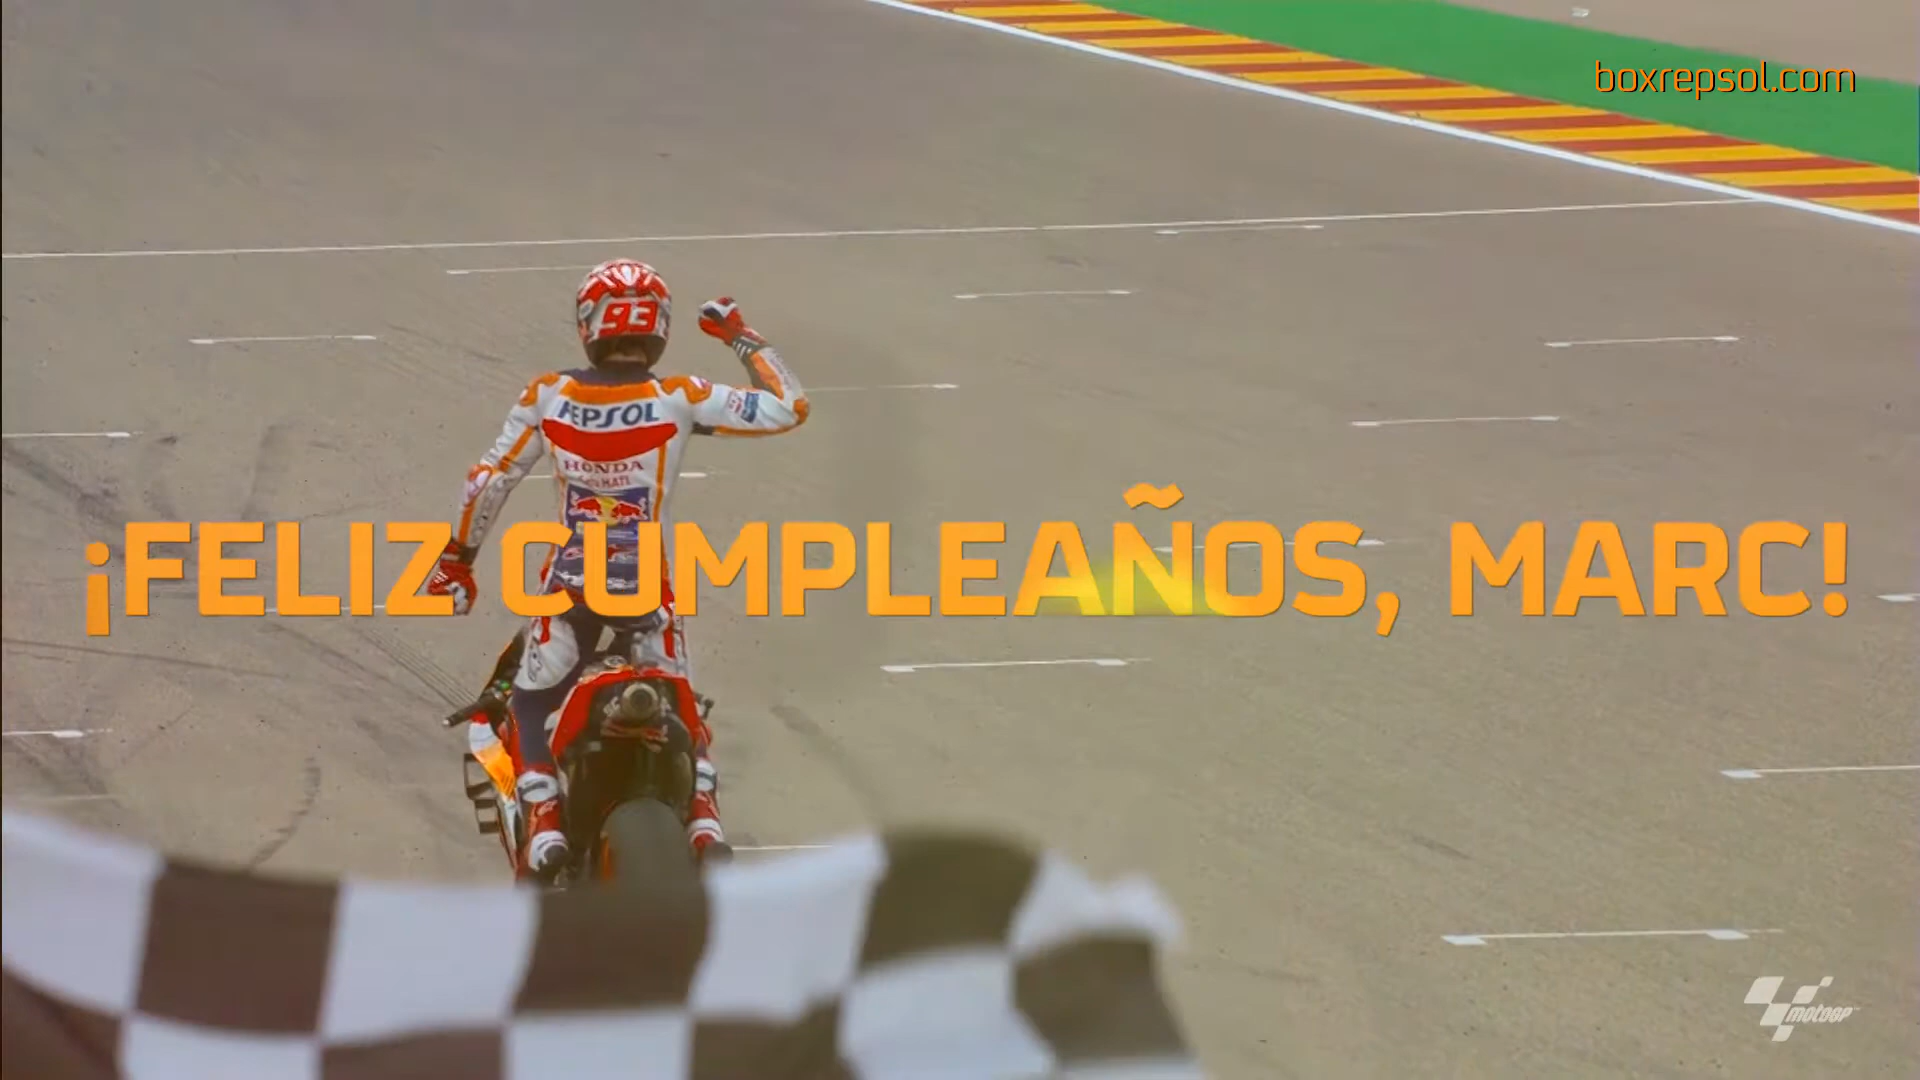 boxrepsol.com
93
REPSOL
HONDA
¡FELIZ CUMPLEAÑOS, MARC!
motoGP